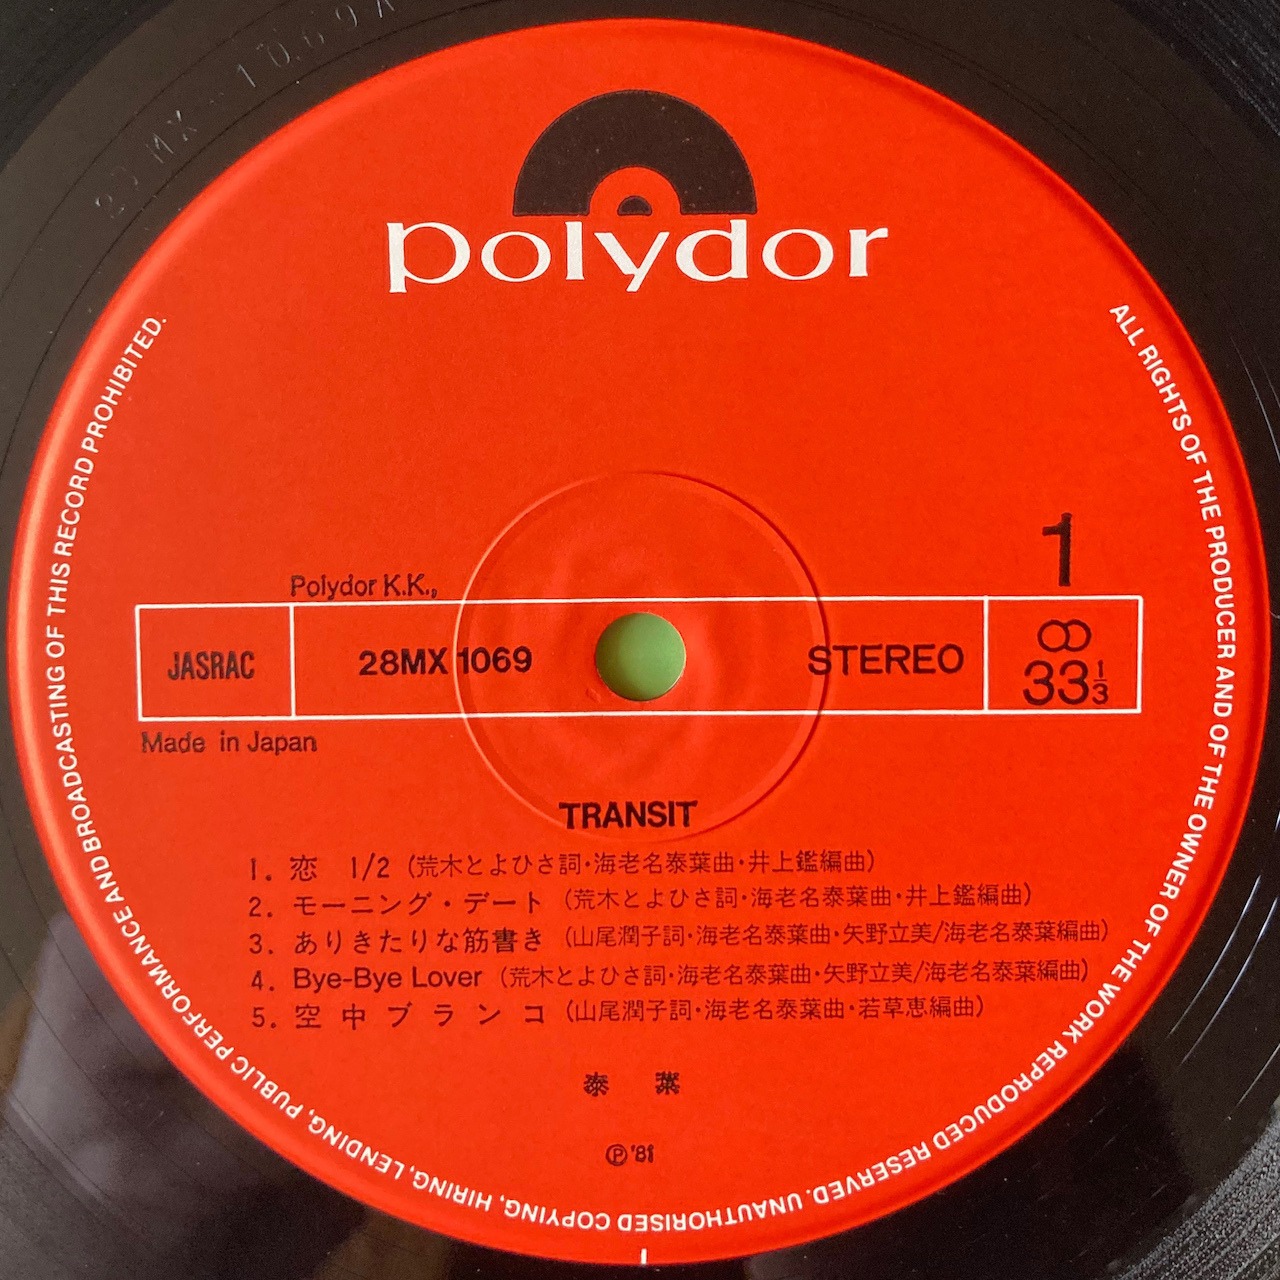 28 MX 1069 A
polydor
ALL RIGHTS OF THE PRODUCER AND OF THE OWNER OF THE WORK REPRODUCED RESERVED. UNAUTHORISED COPYING, HIRING, LENDING, PUBLIC PERFORMANCE AND BROADCASTING OF THIS RECORD PROHIBITED.
1
Polydor K.K.,
JASRAC 28MX 1069 STEREO 33 1/3
Made in Japan
TRANSIT
1. 恋 1/2 (荒木とよひさ詞・海老名泰葉曲・井上鑑編曲)
2. モーニング・デート (荒木とよひさ詞・海老名泰葉曲・井上鑑編曲)
3. ありきたりな筋書き (山尾潤子詞・海老名泰葉曲・矢野立美/海老名泰葉編曲)
4. Bye-Bye Lover (荒木とよひさ詞・海老名泰葉曲・矢野立美/海老名泰葉編曲)
5. 空中ブランコ (山尾潤子詞・海老名泰葉曲・若草恵編曲)
泰 葉
Ⓟ '81